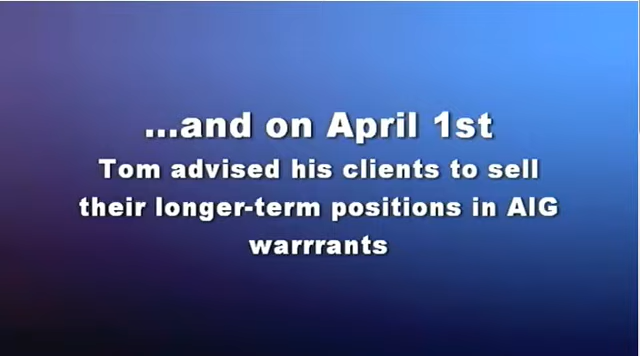 ...and on April 1st
Tom advised his clients to sell
their longer-term positions in AIG
warrrants